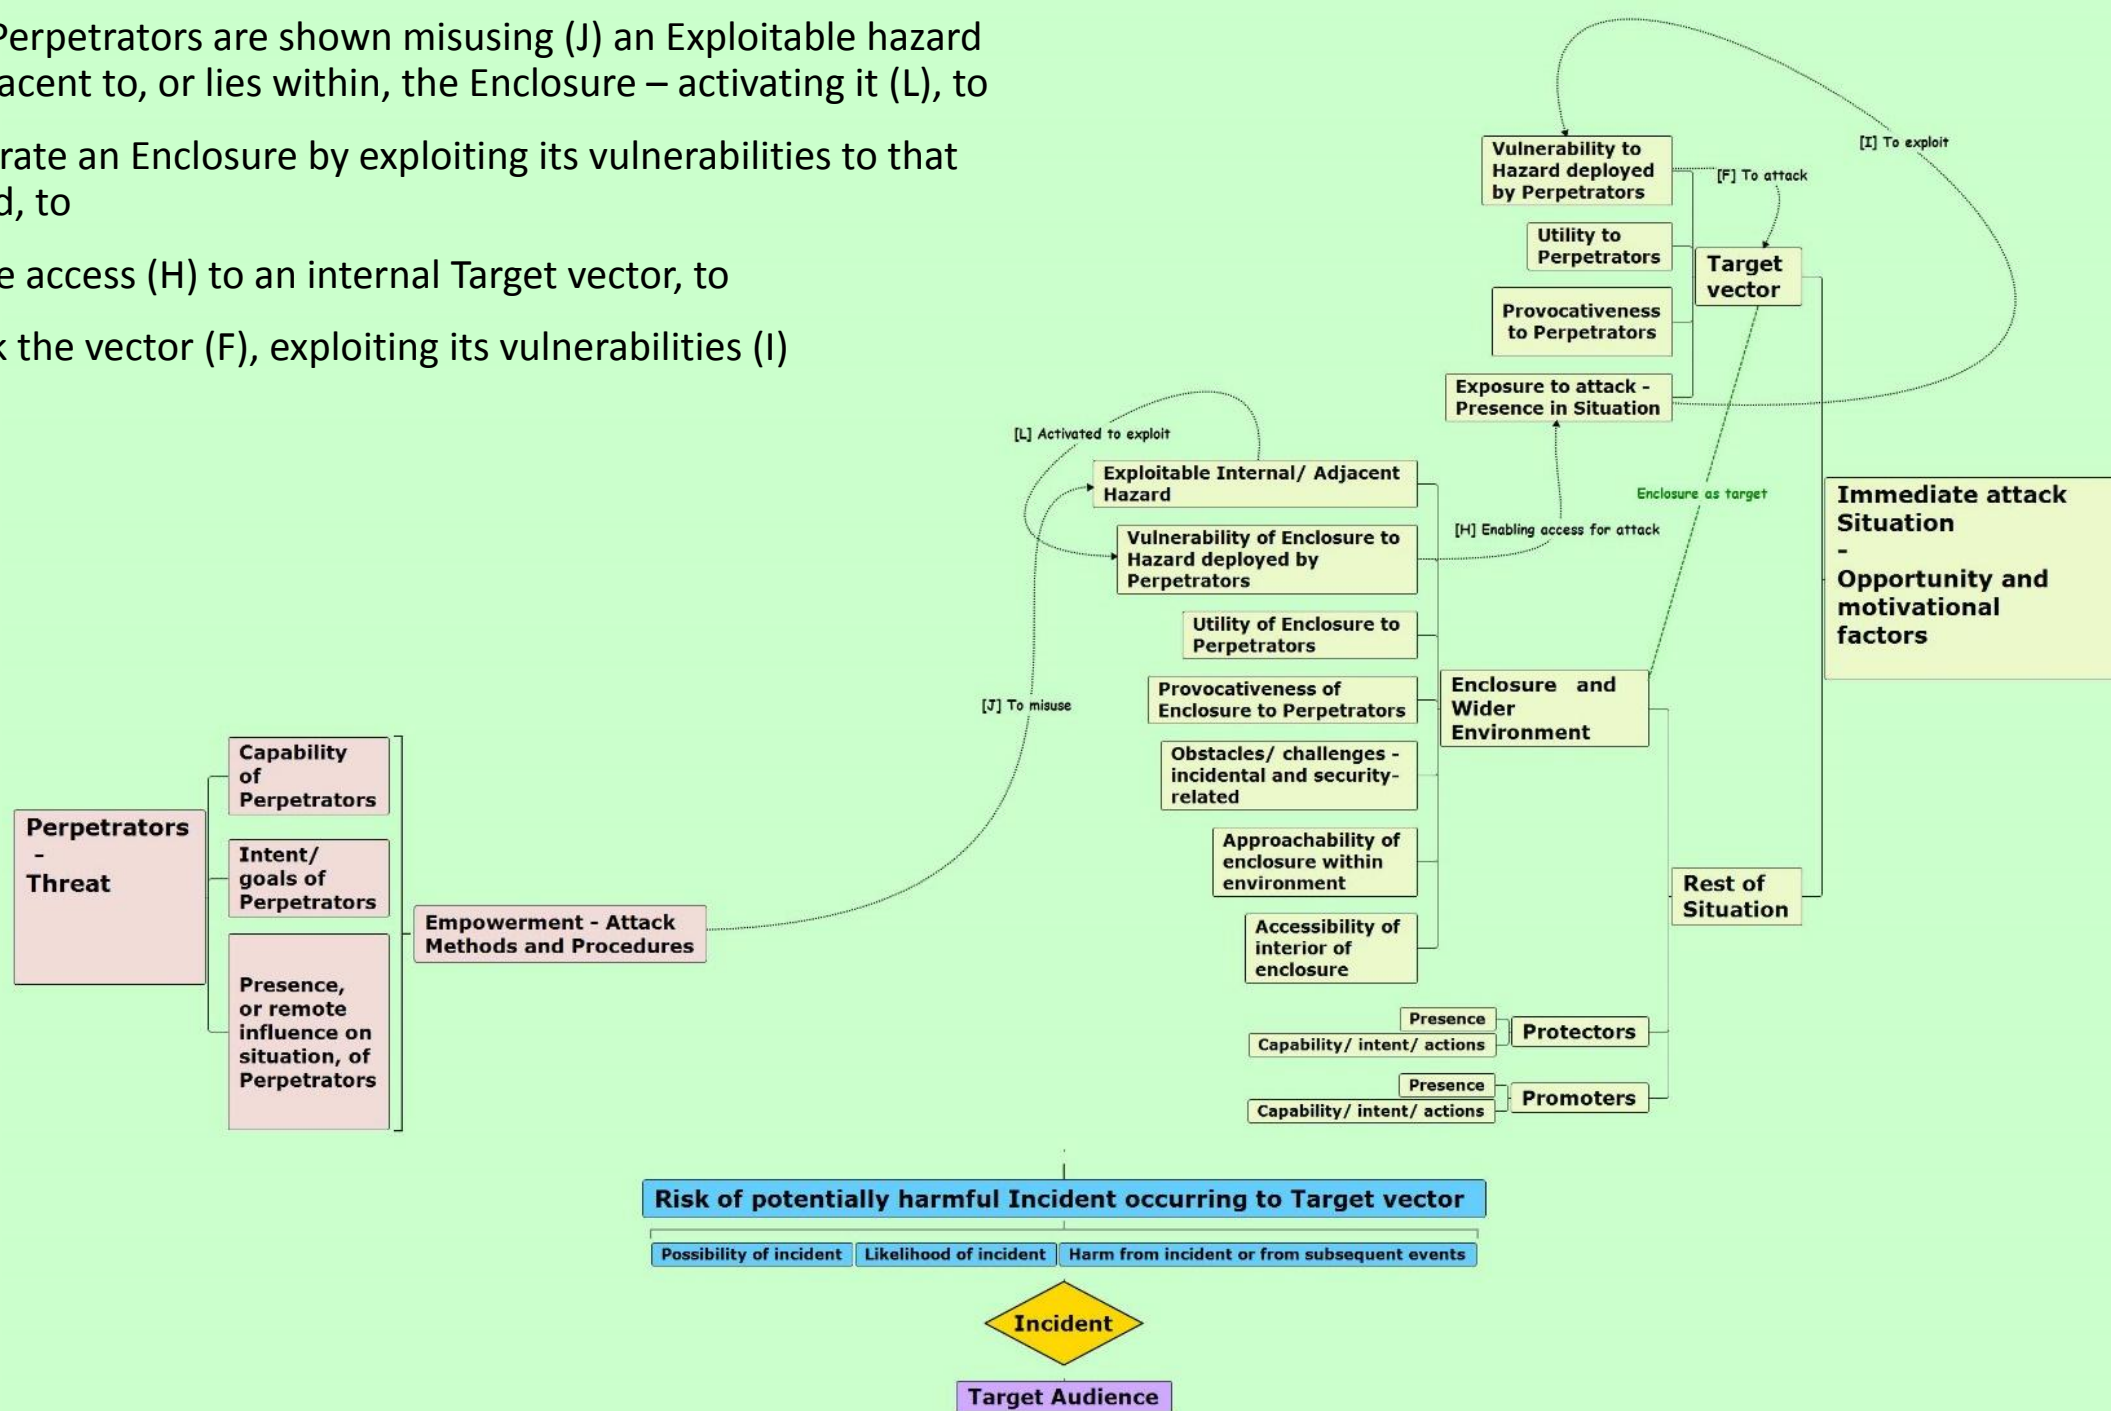 Perpetrators are shown misusing (J) an Exploitable hazard
acent to, or lies within, the Enclosure – activating it (L), to
rate an Enclosure by exploiting its vulnerabilities to that
d, to
e access (H) to an internal Target vector, to
k the vector (F), exploiting its vulnerabilities (I)
[I] To exploit
Vulnerability to
Hazard deployed
by Perpetrators
[F] To attack
Utility to
Perpetrators
Target
vector
Provocativeness
to Perpetrators
Exposure to attack -
Presence in Situation
[L] Activated to exploit
Exploitable Internal/ Adjacent
Hazard
Enclosure as target
Immediate attack
Situation
-
Opportunity and
motivational
factors
[H] Enabling access for attack
Vulnerability of Enclosure to
Hazard deployed by
Perpetrators
Utility of Enclosure to
Perpetrators
[J] To misuse
Provocativeness of
Enclosure to Perpetrators
Enclosure and
Wider
Environment
Obstacles/ challenges -
incidental and security-
related
Approachability of
enclosure within
environment
Accessibility of
interior of
enclosure
Rest of
Situation
Perpetrators
-
Threat
Capability
of
Perpetrators
Intent/
goals of
Perpetrators
Presence,
or remote
influence on
situation, of
Perpetrators
Empowerment - Attack
Methods and Procedures
Presence
Capability/ intent/ actions
Protectors
Presence
Capability/ intent/ actions
Promoters
Risk of potentially harmful Incident occurring to Target vector
Possibility of incident
Likelihood of incident
Harm from incident or from subsequent events
Incident
Target Audience